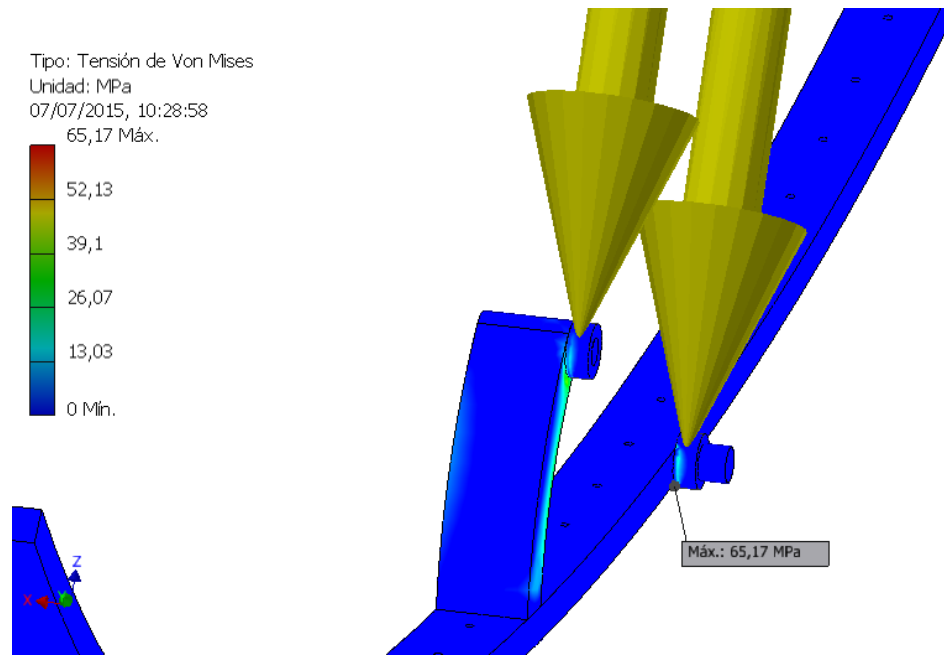 Tipo: Tensión de Von Mises
Unidad: MPa
07/07/2015, 10:28:58
65,17 Máx.
52,13
39,1
26,07
13,03
0 Mín.
Máx.: 65,17 MPa
Z
X
Y